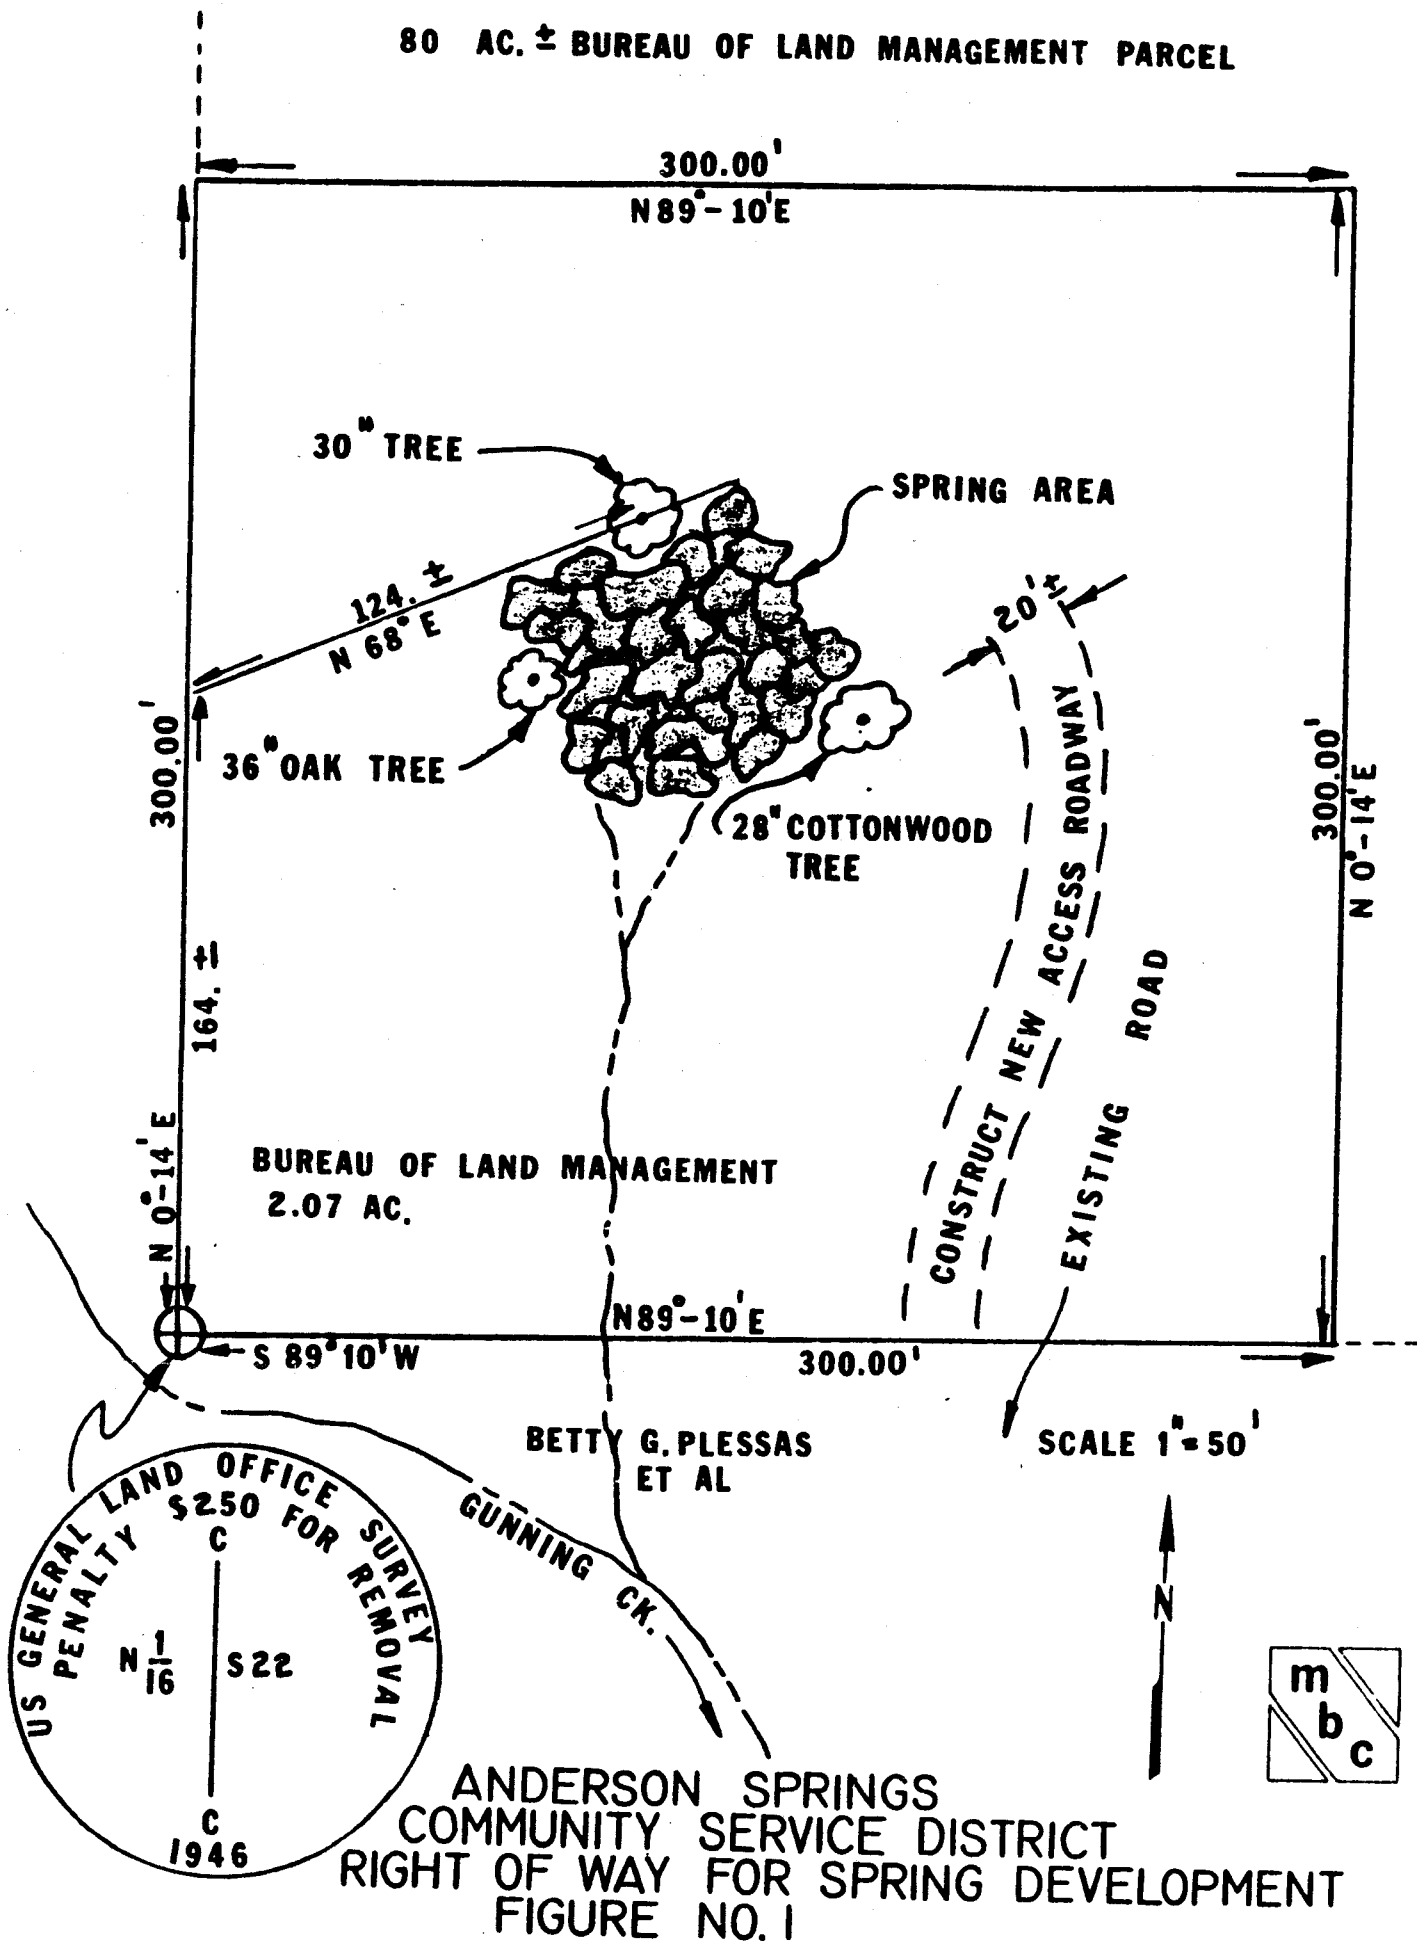 80 AC. ± BUREAU OF LAND MANAGEMENT PARCEL
300.00'
N 89°-10'E
30" TREE
SPRING AREA
124. ±
N 68° E
20' ±
300.00'
36" OAK TREE
28" COTTONWOOD
TREE
CONSTRUCT NEW ACCESS ROADWAY
EXISTING ROAD
300.00'
N 0°-14' E
164. ±
N 0°-14' E
BUREAU OF LAND MANAGEMENT
2.07 AC.
N 89°-10' E
S 89°10' W
300.00'
BETTY G. PLESSAS
ET AL
SCALE 1" = 50'
GUNNING CK.
N
US GENERAL LAND OFFICE SURVEY
PENALTY $250 FOR REMOVAL
C
N 1/16 S22
C
1946
m
b
c
ANDERSON SPRINGS
COMMUNITY SERVICE DISTRICT
RIGHT OF WAY FOR SPRING DEVELOPMENT
FIGURE NO. 1